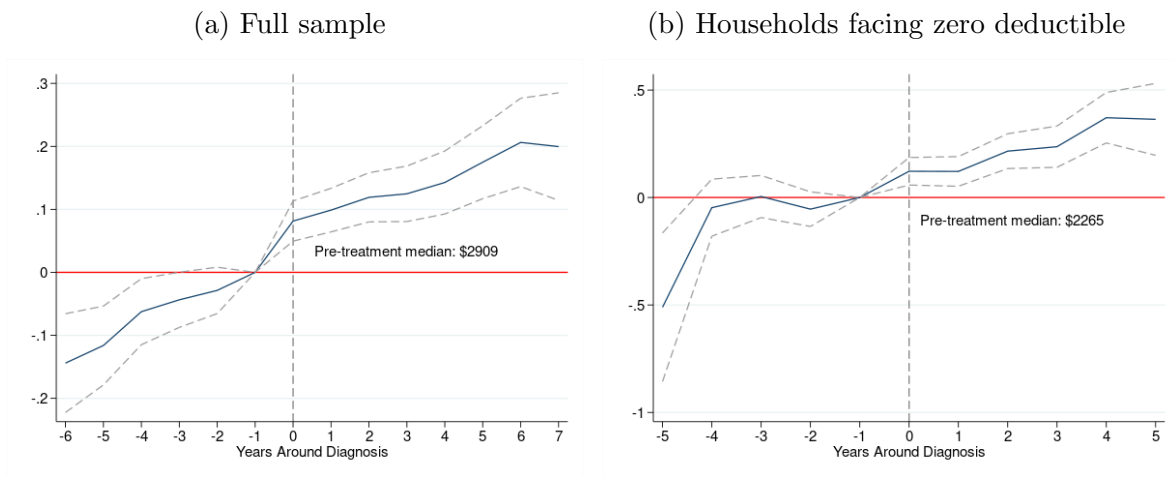 (a) Full sample
(b) Households facing zero deductible
.3
.2
.1
0
-.1
-.2
Pre-treatment median: $2909
-6 -5 -4 -3 -2 -1 0 1 2 3 4 5 6 7
Years Around Diagnosis
.5
0
-.5
-1
Pre-treatment median: $2265
-5 -4 -3 -2 -1 0 1 2 3 4 5
Years Around Diagnosis